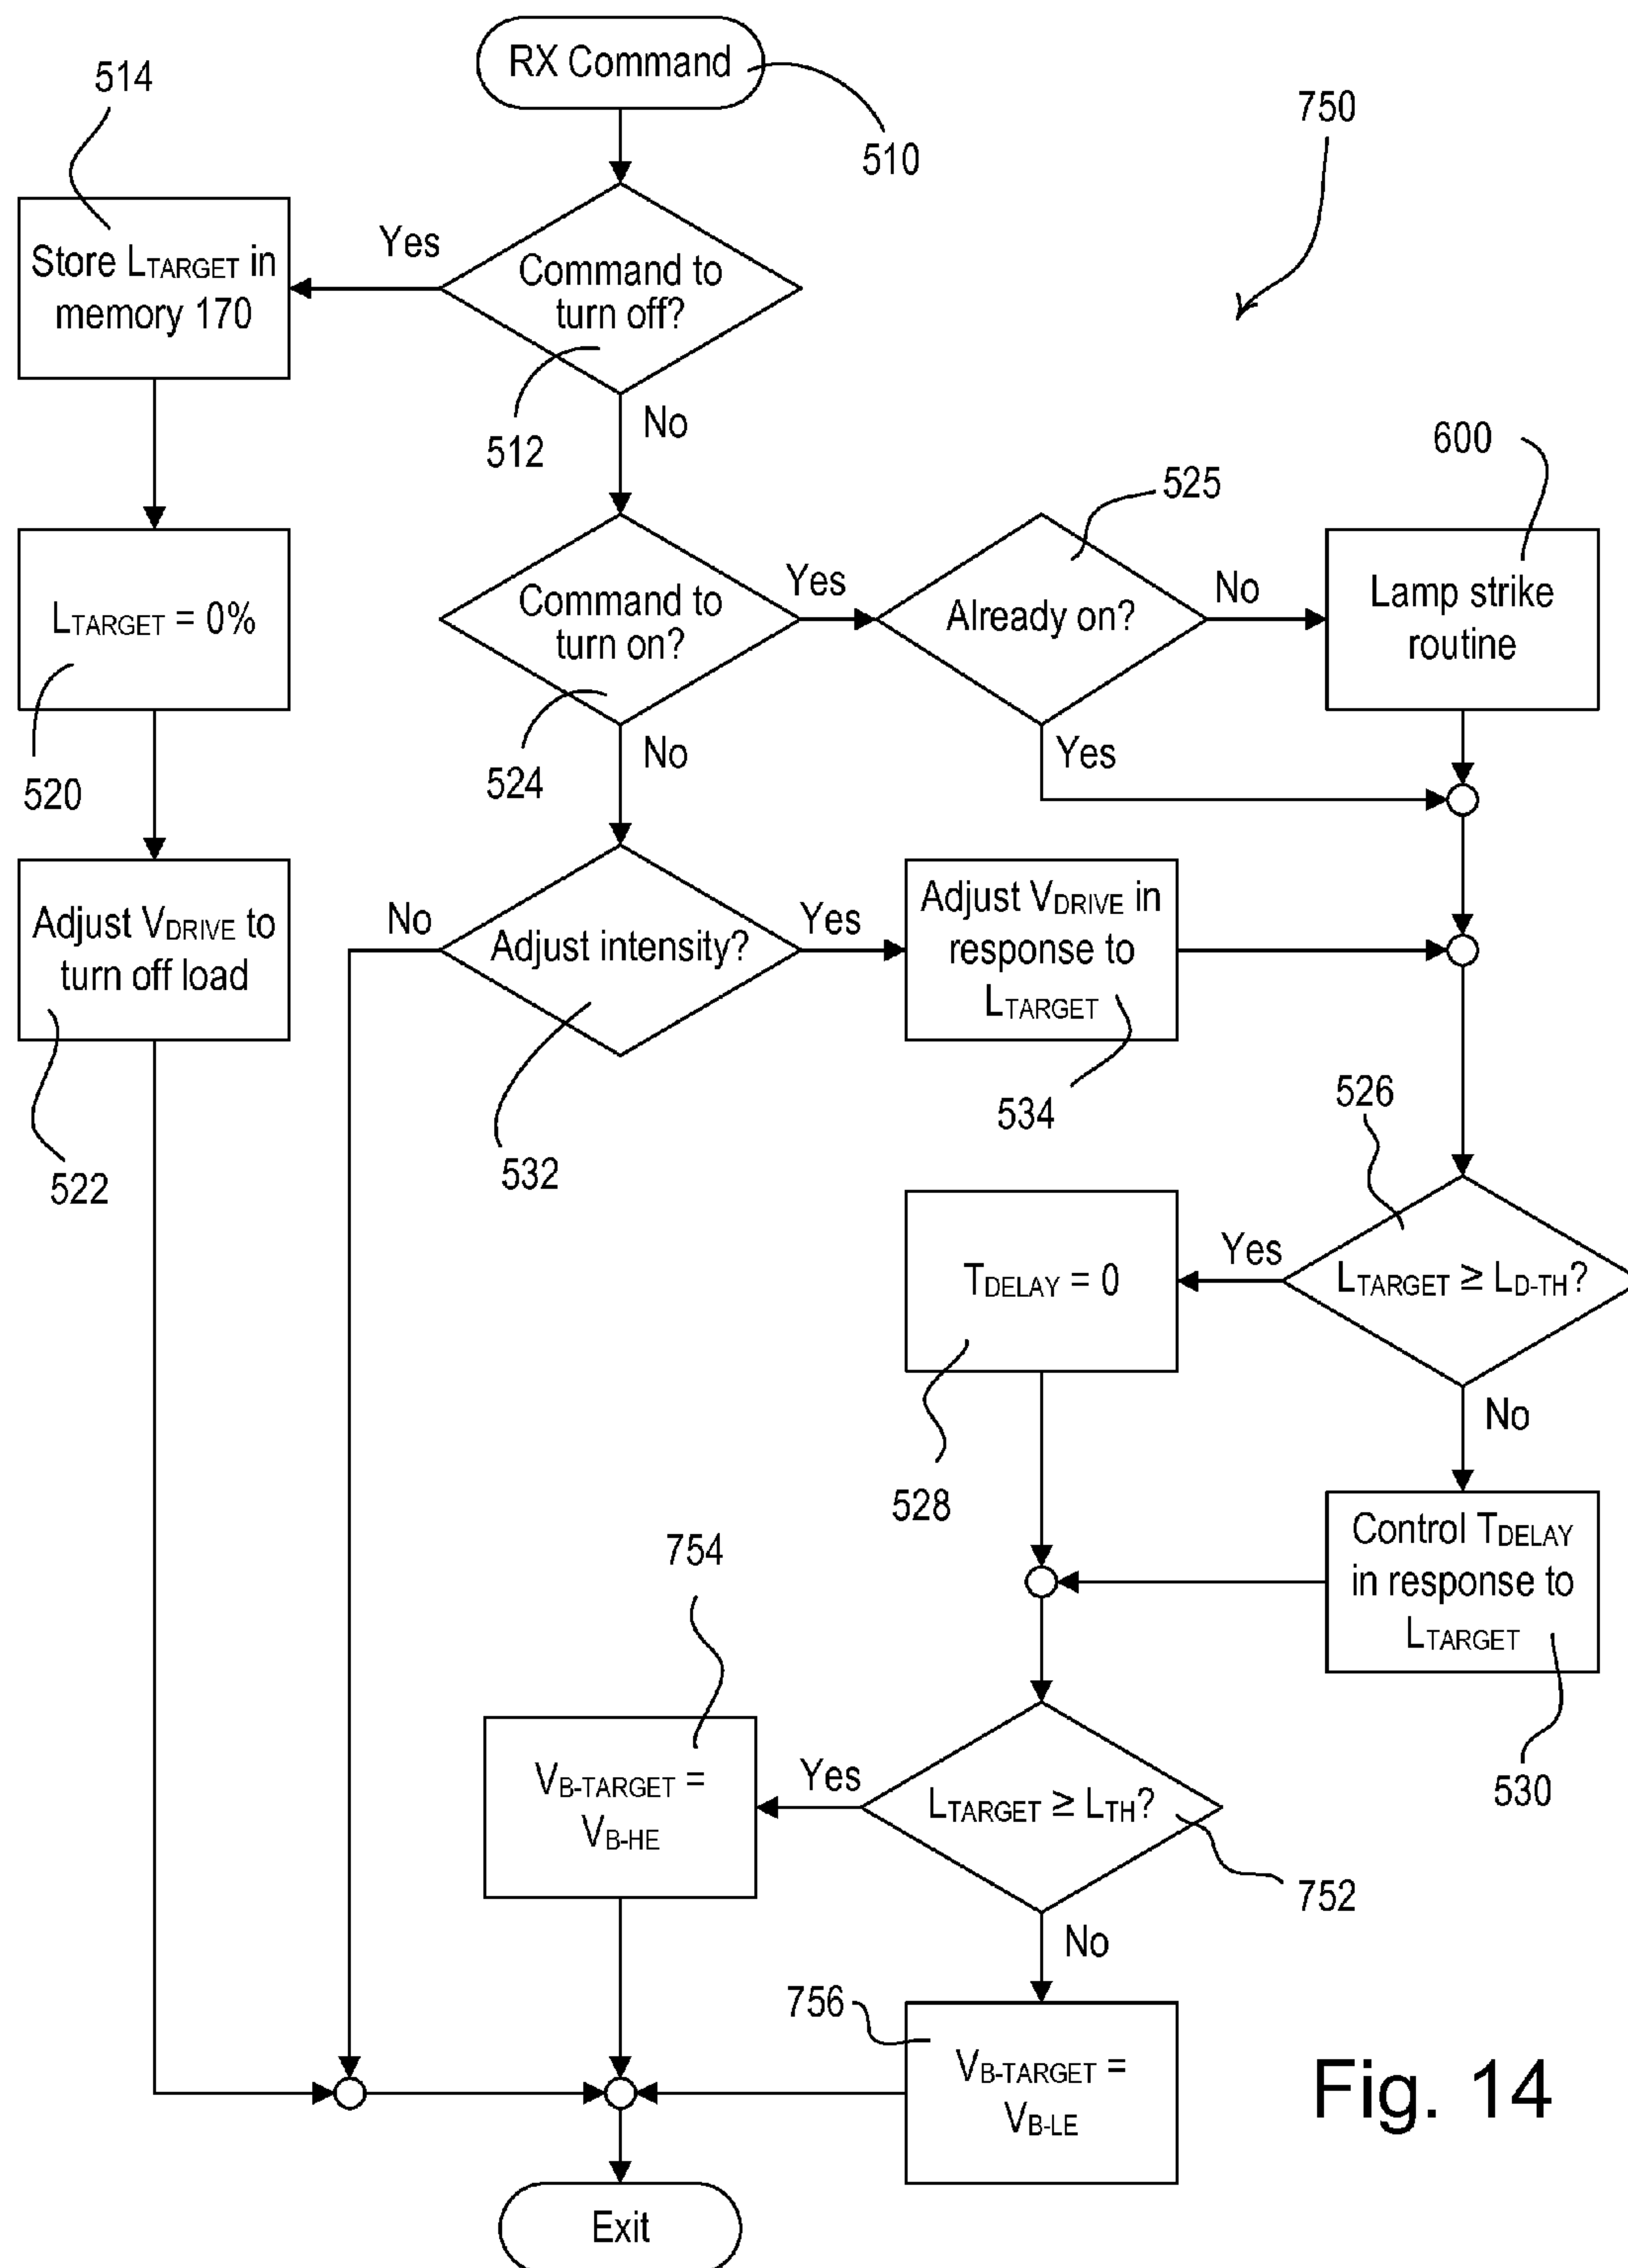 RX Command
510
514
750
Store LTARGET in
memory 170
Yes
Command to
turn off?
512
No
600
525
LTARGET = 0%
520
Command to
turn on?
524
Yes
Already on?
No
Lamp strike
routine
No
Yes
Adjust VDRIVE to
turn off load
522
No
Adjust intensity?
532
Yes
Adjust VDRIVE in
response to
LTARGET
534
526
LTARGET ≥ LD-TH?
Yes
TDELAY = 0
528
No
Control TDELAY
in response to
LTARGET
530
754
VB-TARGET =
VB-HE
Yes
LTARGET ≥ LTH?
752
No
756
VB-TARGET =
VB-LE
Exit
Fig. 14